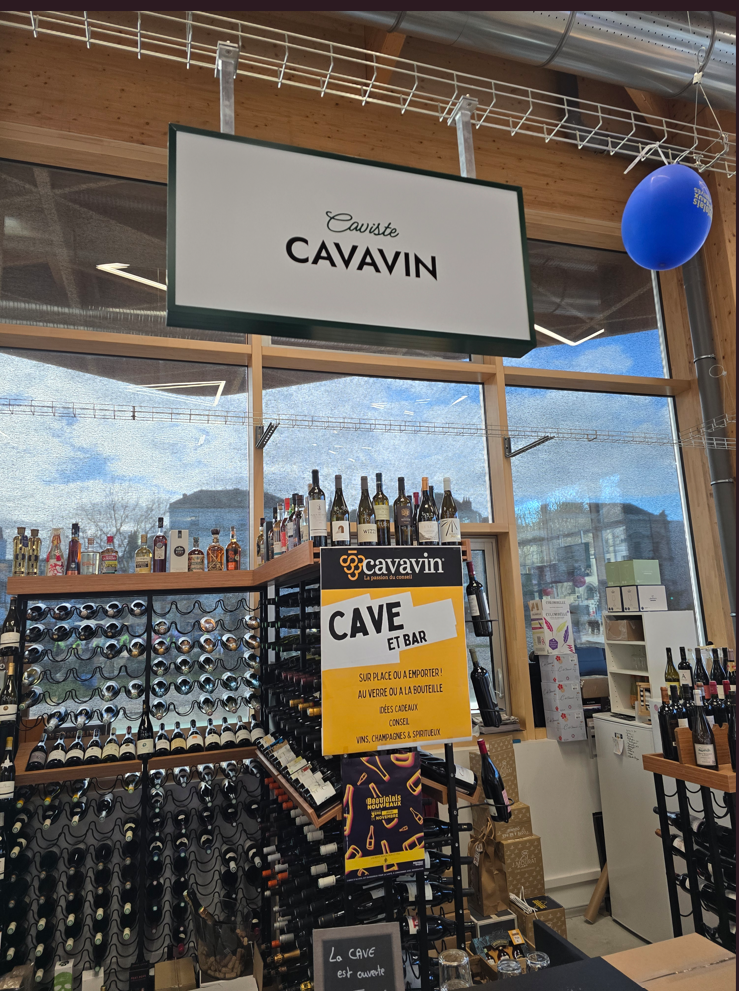 Caviste
CAVAVIN
cavavin
La passion du conseil
CAVE
ET BAR
SUR PLACE OU A EMPORTER !
AU VERRE OU A LA BOUTEILLE
IDÉES CADEAUX
CONSEIL
VINS, CHAMPAGNES & SPIRITUEUX
Beaujolais
NOUVEAUX
NOVEMBRE
La CAVE
est ouverte